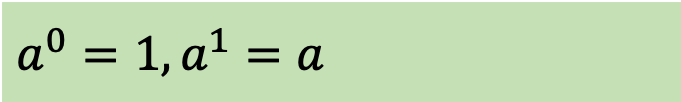 a⁰ = 1, a¹ = a